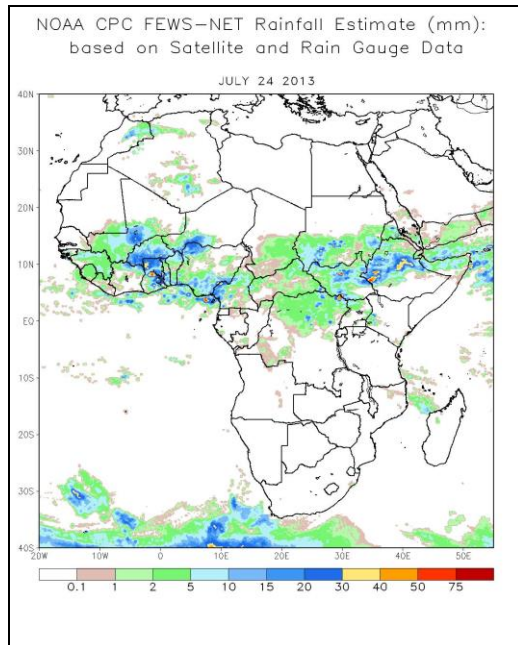 NOAA CPC FEWS-NET Rainfall Estimate (mm):
based on Satellite and Rain Gauge Data
JULY 24 2013
40N
30N
20N
10N
EQ
10S
20S
30S
40S
20W 10W 0 10E 20E 30E 40E 50E
0.1 1 2 5 10 15 20 30 40 50 75